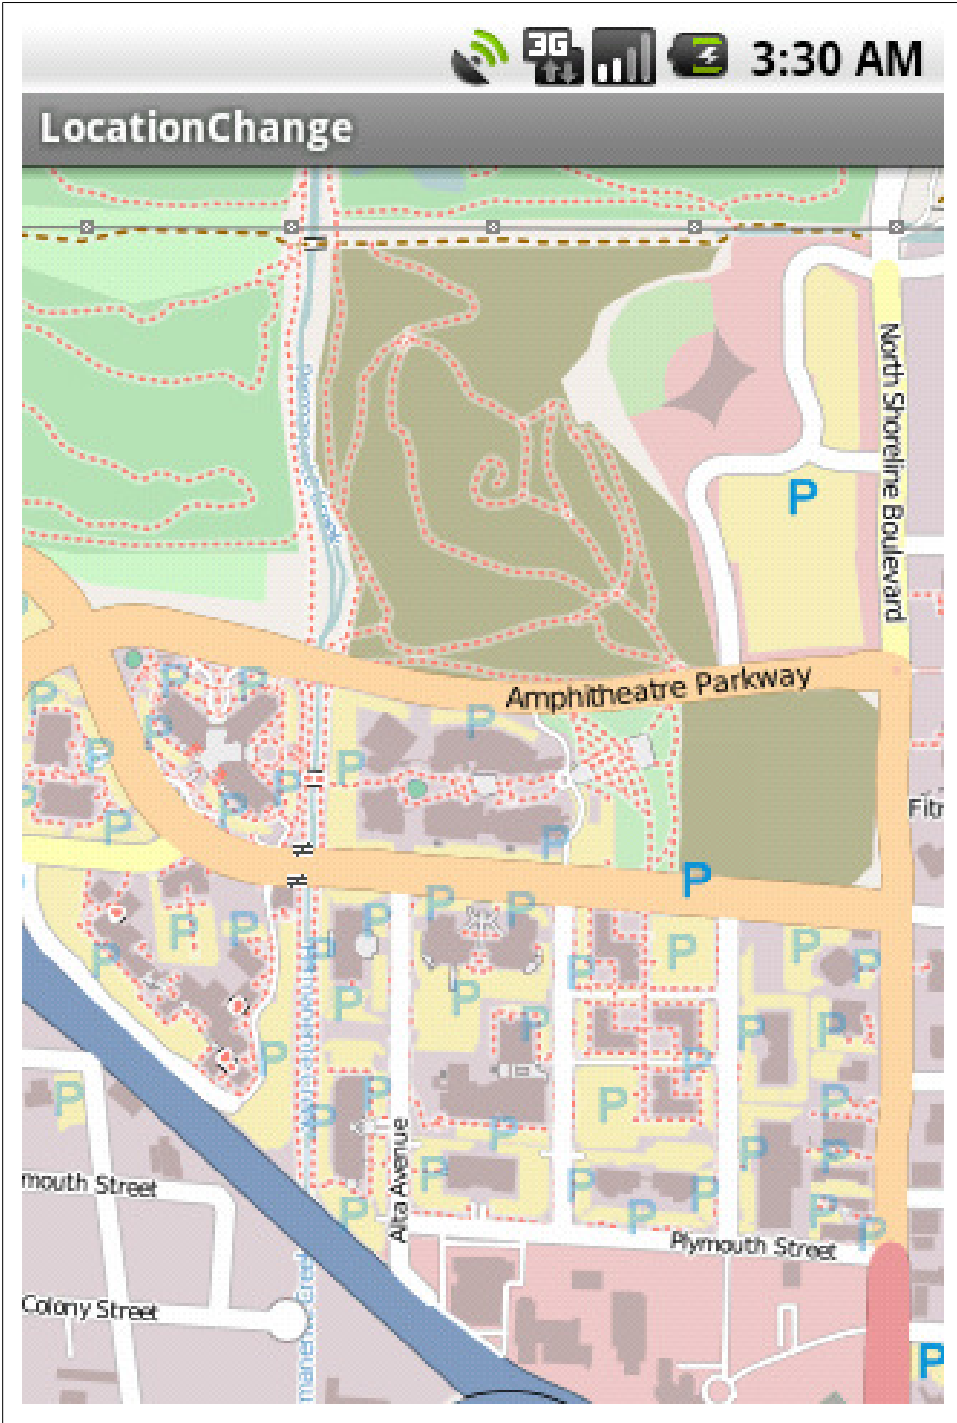 3G 3:30 AM
LocationChange
North Shoreline Boulevard
P
Amphitheatre Parkway
P
Alta Avenue
mouth Street
Plymouth Street
Colony Street
P